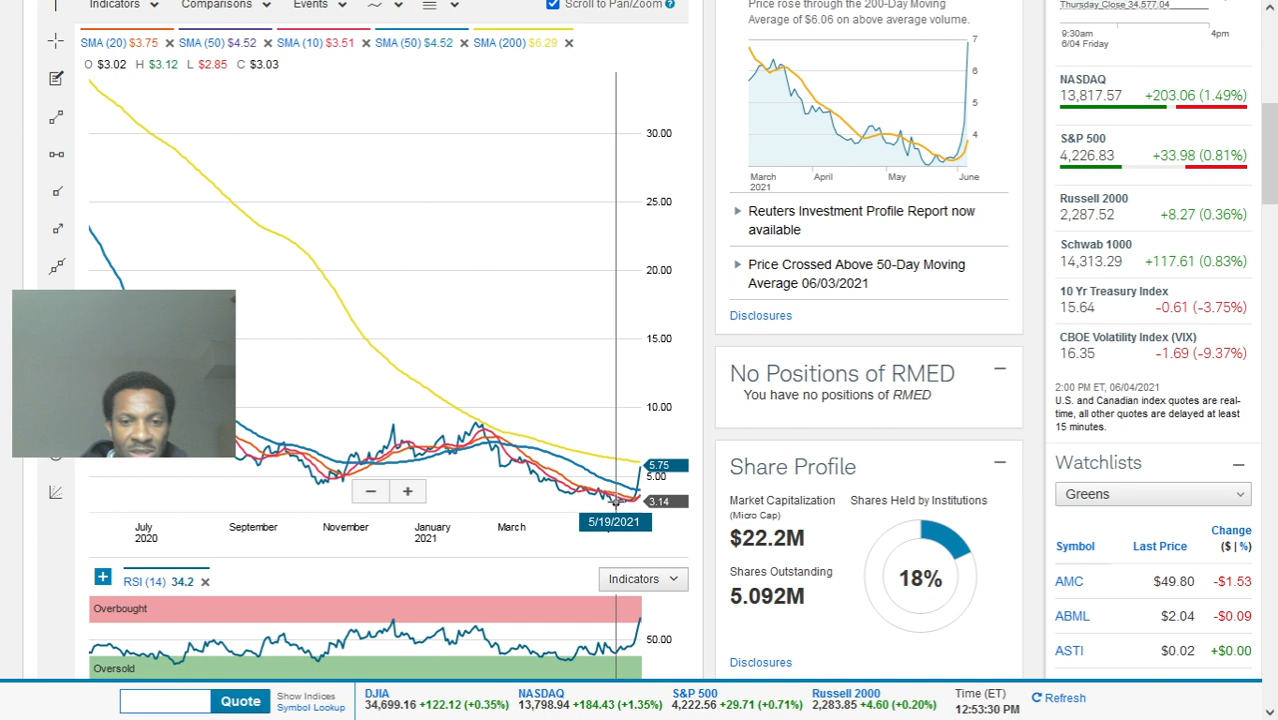 Indicators
Comparisons
Events
Scroll to Pan/Zoom
SMA (20) $3.75 SMA (50) $4.52 SMA (10) $3.51 SMA (50) $4.52 SMA (200) $6.29
O $3.02 H $3.12 L $2.85 C $3.03
30.00
25.00
20.00
15.00
10.00
5.75
5.00
3.14
July
2020
September
November
January
2021
March
5/19/2021
RSI (14) 34.2
Indicators
Overbought
50.00
Oversold
Price rose through the 200-Day Moving
Average of $6.06 on above average volume.
7
6
5
4
March
2021
April
May
June
Reuters Investment Profile Report now
available
Price Crossed Above 50-Day Moving
Average 06/03/2021
Disclosures
No Positions of RMED
You have no positions of RMED
Share Profile
Market Capitalization
(Micro Cap)
$22.2M
Shares Outstanding
5.092M
Shares Held by Institutions
18%
Disclosures
Thursday Close 34,577.04
9:30am
4pm
6/04 Friday
NASDAQ
13,817.57 +203.06 (1.49%)
S&P 500
4,226.83 +33.98 (0.81%)
Russell 2000
2,287.52 +8.27 (0.36%)
Schwab 1000
14,313.29 +117.61 (0.83%)
10 Yr Treasury Index
15.64 -0.61 (-3.75%)
CBOE Volatility Index (VIX)
16.35 -1.69 (-9.37%)
2:00 PM ET, 06/04/2021
U.S. and Canadian index quotes are real-
time, all other quotes are delayed at least
15 minutes.
Watchlists
Greens
Symbol Last Price Change
($ | %)
AMC $49.80 -$1.53
ABML $2.04 -$0.09
ASTI $0.02 +$0.00
Quote
Show Indices
Symbol Lookup
DJIA
34,699.16 +122.12 (+0.35%)
NASDAQ
13,798.94 +184.43 (+1.35%)
S&P 500
4,222.56 +29.71 (+0.71%)
Russell 2000
2,283.85 +4.60 (+0.20%)
Time (ET)
12:53:30 PM
Refresh